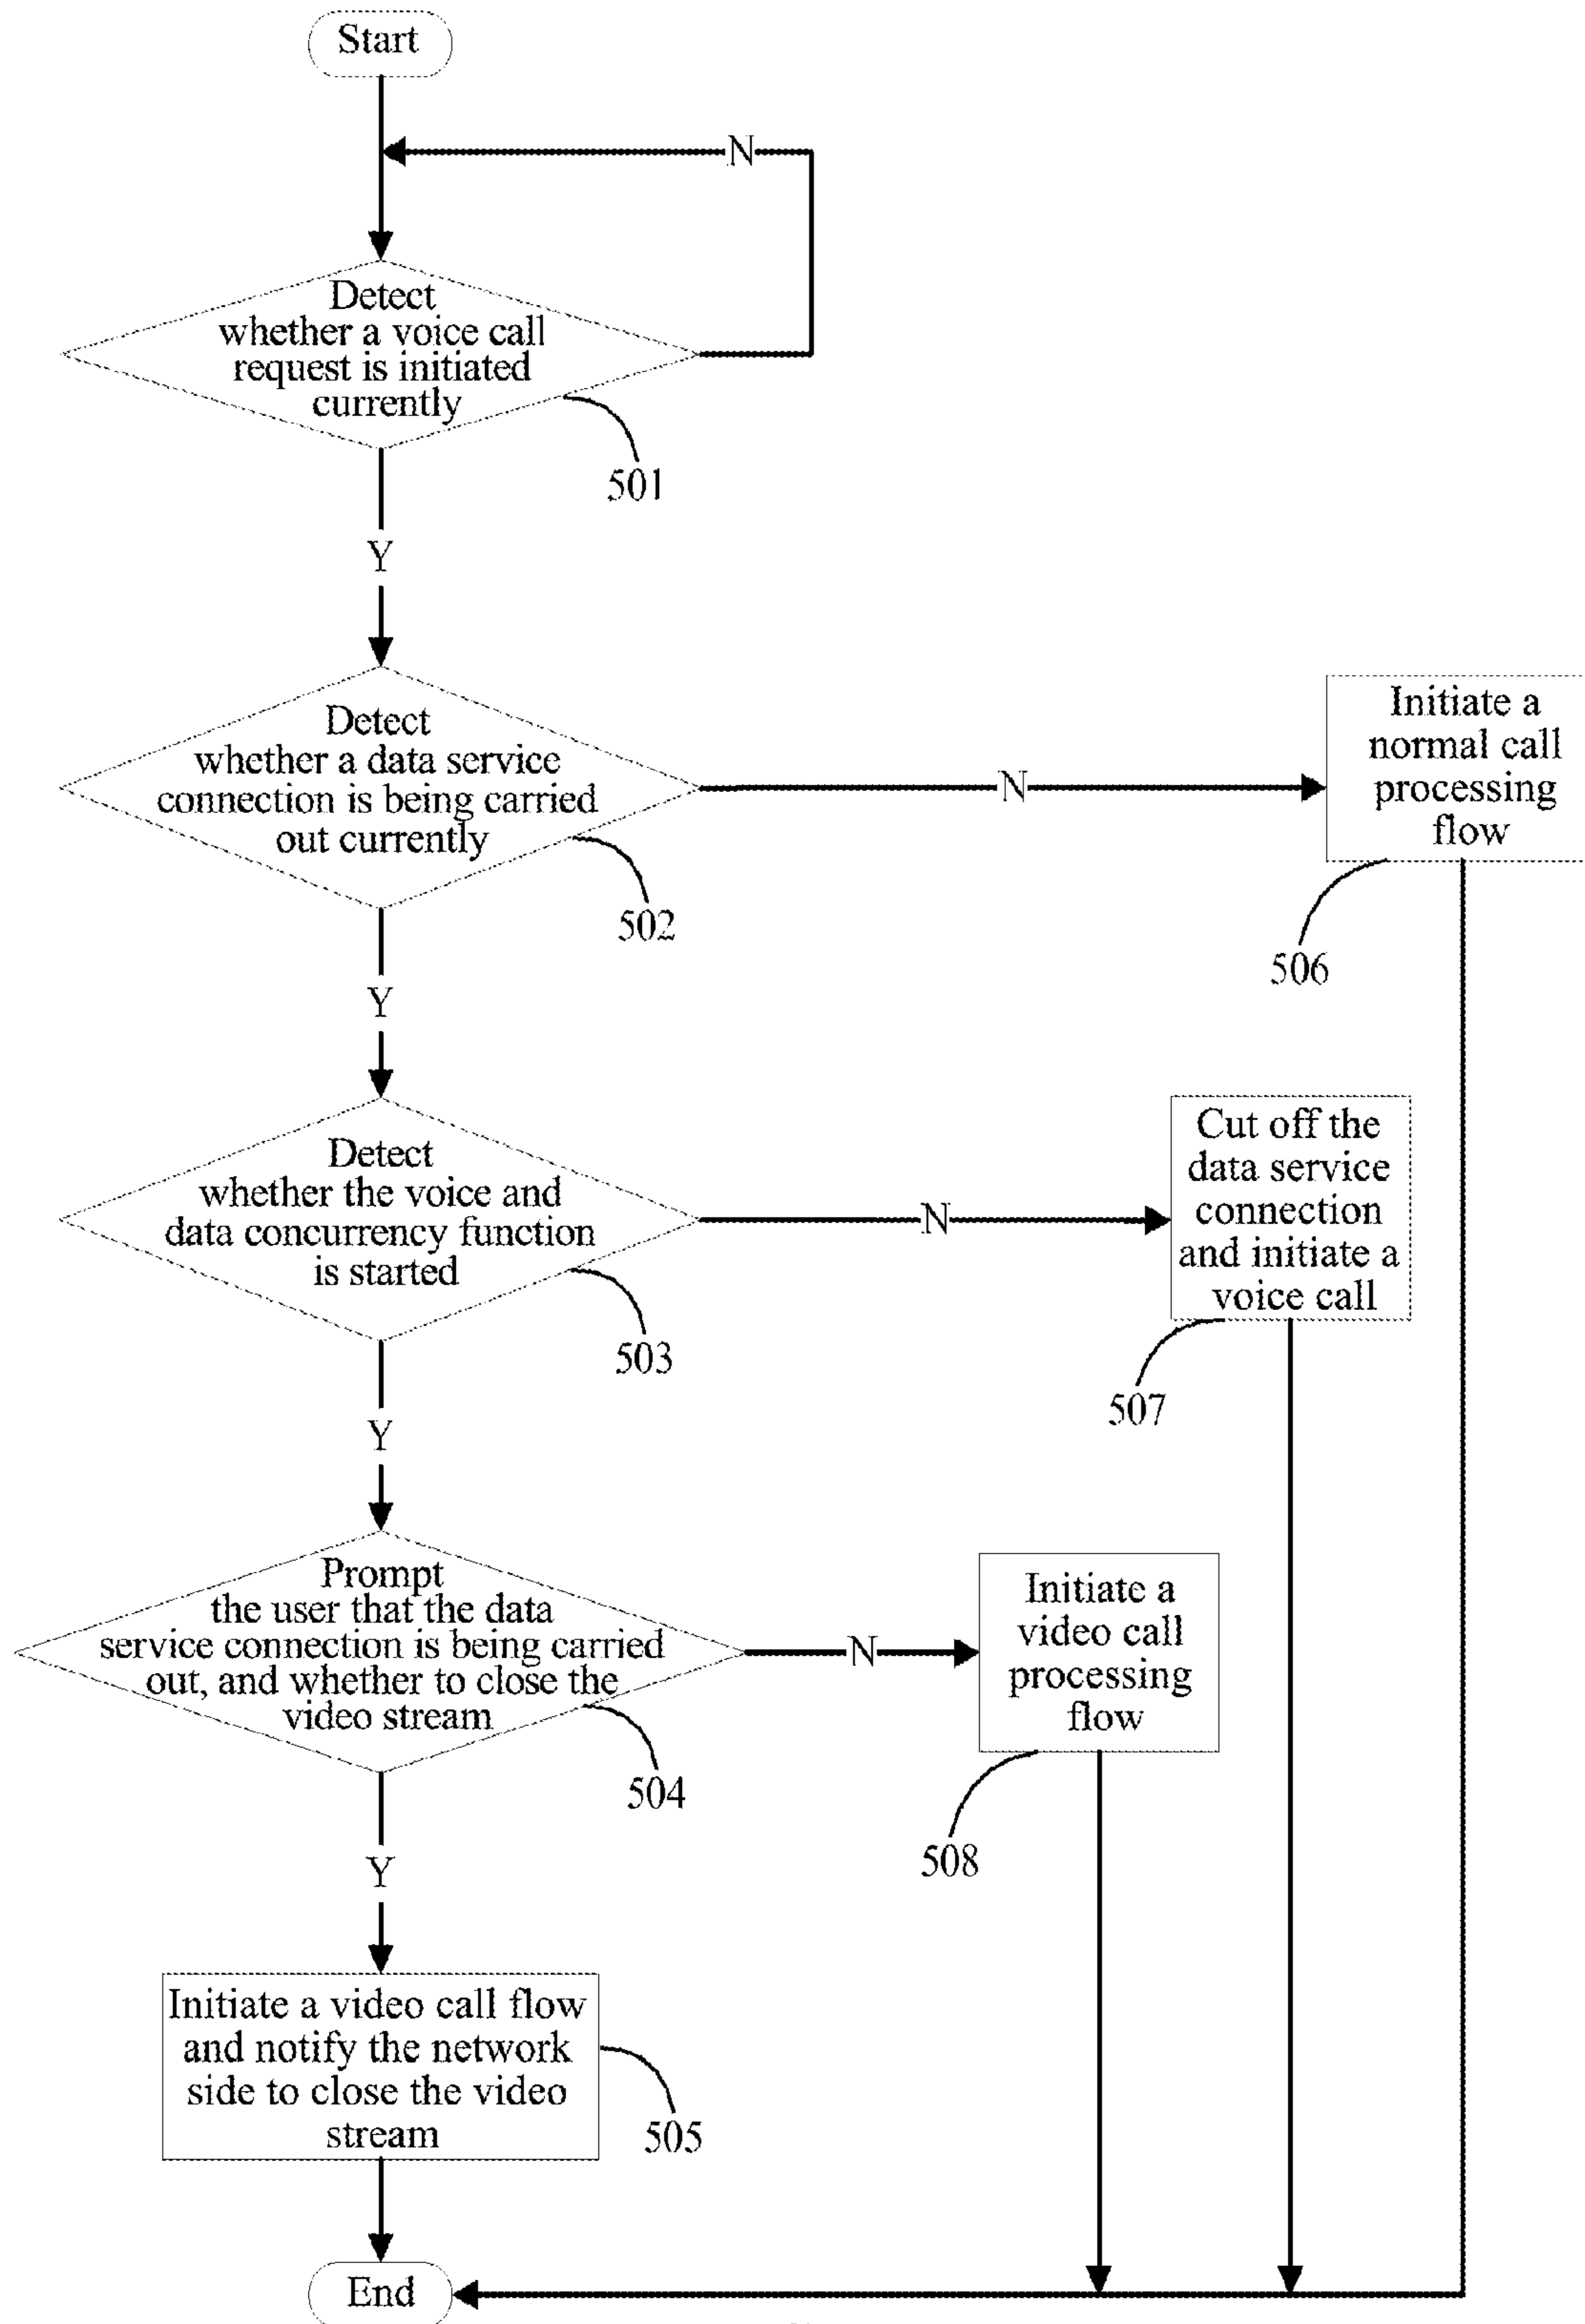 Start
N
Detect
whether a voice call
request is initiated
currently
501
Y
Detect
whether a data service
connection is being carried
out currently
502
N
Initiate a
normal call
processing
flow
506
Y
Detect
whether the voice and
data concurrency function
is started
503
N
Cut off the
data service
connection
and initiate a
voice call
507
Y
Prompt
the user that the data
service connection is being carried
out, and whether to close the
video stream
504
N
Initiate a
video call
processing
flow
508
Y
Initiate a video call flow
and notify the network
side to close the video
stream
505
End